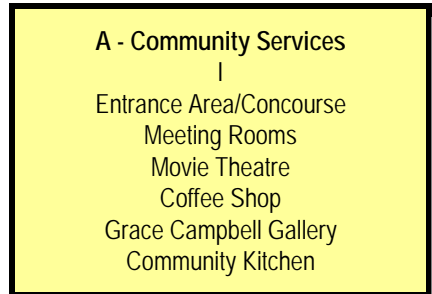 A - Community Services
|
Entrance Area/Concourse
Meeting Rooms
Movie Theatre
Coffee Shop
Grace Campbell Gallery
Community Kitchen